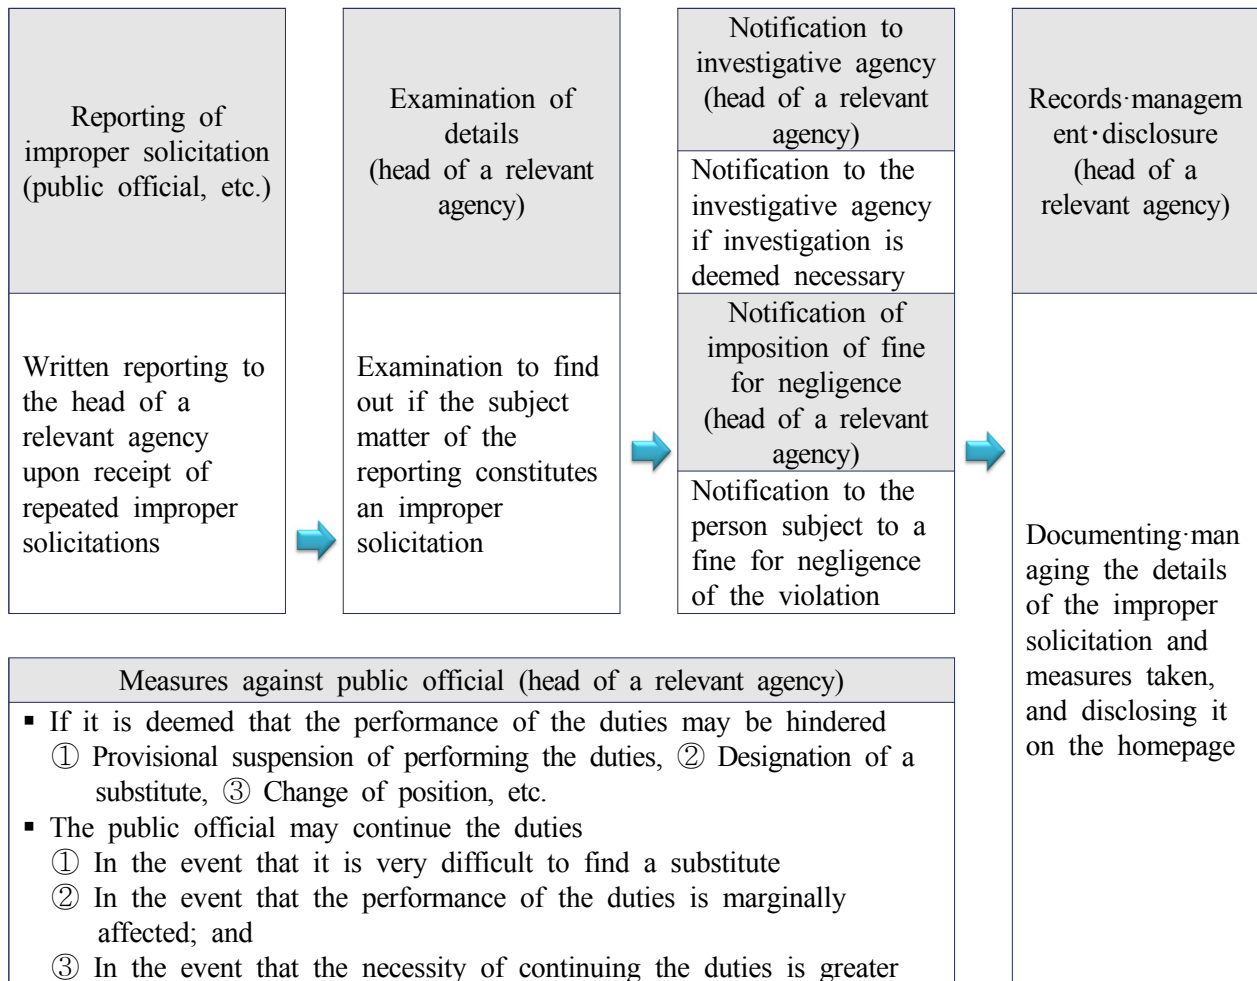 Reporting of
improper solicitation
(public official, etc.)
Written reporting to
the head of a
relevant agency
upon receipt of
repeated improper
solicitations
Examination of
details
(head of a relevant
agency)
Examination to find
out if the subject
matter of the
reporting constitutes
an improper
solicitation
Notification to
investigative agency
(head of a relevant
agency)
Notification to the
investigative agency
if investigation is
deemed necessary
Notification of
imposition of fine
for negligence
(head of a relevant
agency)
Notification to the
person subject to a
fine for negligence
of the violation
Records·managem
ent·disclosure
(head of a
relevant agency)
Documenting·man
aging the details
of the improper
solicitation and
measures taken,
and disclosing it
on the homepage
Measures against public official (head of a relevant agency)
▪ If it is deemed that the performance of the duties may be hindered
① Provisional suspension of performing the duties, ② Designation of a
substitute, ③ Change of position, etc.
▪ The public official may continue the duties
① In the event that it is very difficult to find a substitute
② In the event that the performance of the duties is marginally
affected; and
③ In the event that the necessity of continuing the duties is greater